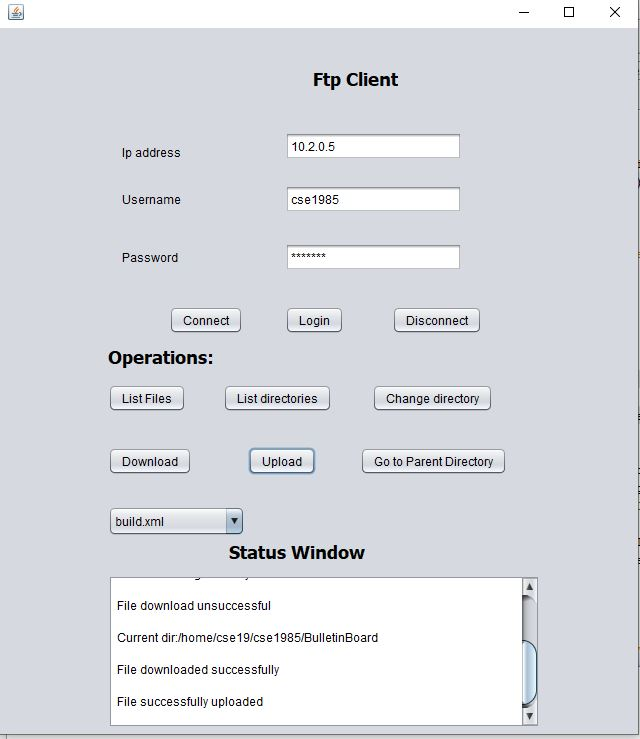 Ftp Client
Ip address 10.2.0.5
Username cse1985
Password *******
Connect Login Disconnect
Operations:
List Files List directories Change directory
Download Upload Go to Parent Directory
build.xml
Status Window
File download unsuccessful
Current dir:/home/cse19/cse1985/BulletinBoard
File downloaded successfully
File successfully uploaded